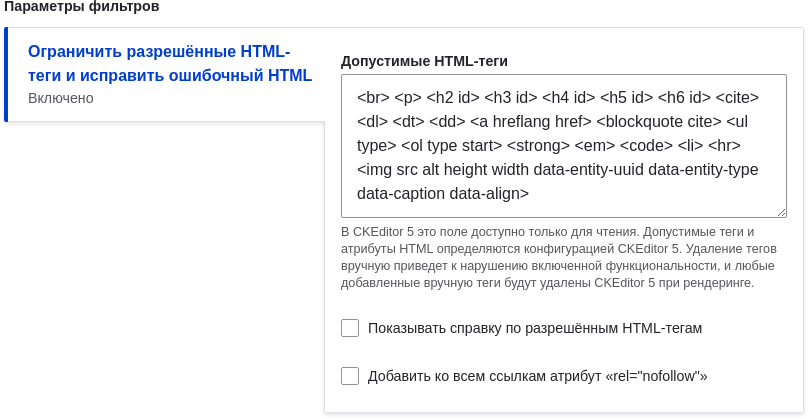 Параметры фильтров
Ограничить разрешённые HTML-
теги и исправить ошибочный HTML
Включено
Допустимые HTML-теги
<br> <p> <h2 id> <h3 id> <h4 id> <h5 id> <h6 id> <cite>
<dl> <dt> <dd> <a hreflang href> <blockquote cite> <ul
type> <ol type start> <strong> <em> <code> <li> <hr>
<img src alt height width data-entity-uuid data-entity-type
data-caption data-align>
В CKEditor 5 это поле доступно только для чтения. Допустимые теги и
атрибуты HTML определяются конфигурацией CKEditor 5. Удаление тегов
вручную приведет к нарушению включенной функциональности, и любые
добавленные вручную теги будут удалены CKEditor 5 при рендеринге.
Показывать справку по разрешённым HTML-тегам
Добавить ко всем ссылкам атрибут «rel="nofollow"»